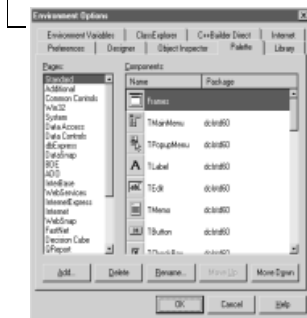 Environment Options
Environment Variables
ClassExplorer
C++Builder Direct
Internet
Preferences
Designer
Object Inspector
Palette
Library
Pages:
Standard
Additional
Common Controls
Win32
System
Data Access
Data Controls
dbExpress
DataSnap
BDE
ADO
InterBase
WebServices
InternetExpress
Internet
WebSnap
FastNet
Decision Cube
QReport
Components:
Name
Package
Frames
TMainMenu
dclstd60
TPopupMenu
dclstd60
TLabel
dclstd60
TEdit
dclstd60
TMemo
dclstd60
TButton
dclstd60
TCheckBox
dclstd60
Add...
Delete
Rename...
Move Up
Move Down
OK
Cancel
Help